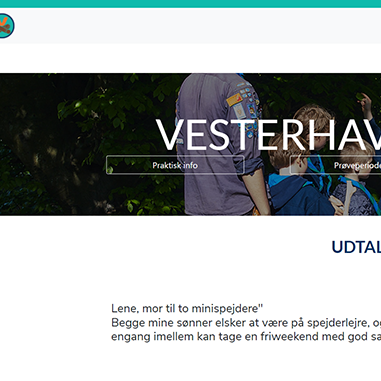 VESTERHAV
Praktisk info
Prøveperiode
UDTAL
Lene, mor til to minispejdere"
Begge mine sønner elsker at være på spejderlejre, og
engang imellem kan tage en friweekend med god sa